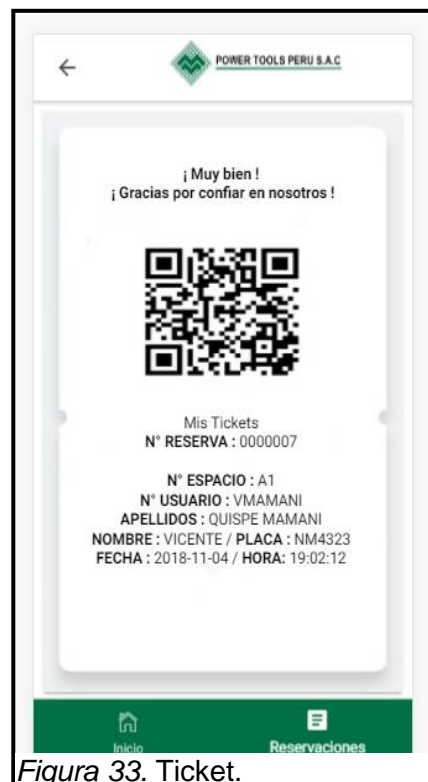 POWER TOOLS PERU S.A.C
¡ Muy bien !
¡ Gracias por confiar en nosotros !
Mis Tickets
N° RESERVA : 0000007
N° ESPACIO : A1
N° USUARIO : VMAMANI
APELLIDOS : QUISPE MAMANI
NOMBRE : VICENTE / PLACA : NM4323
FECHA : 2018-11-04 / HORA: 19:02:12
Inicio Reservaciones
Figura 33. Ticket.